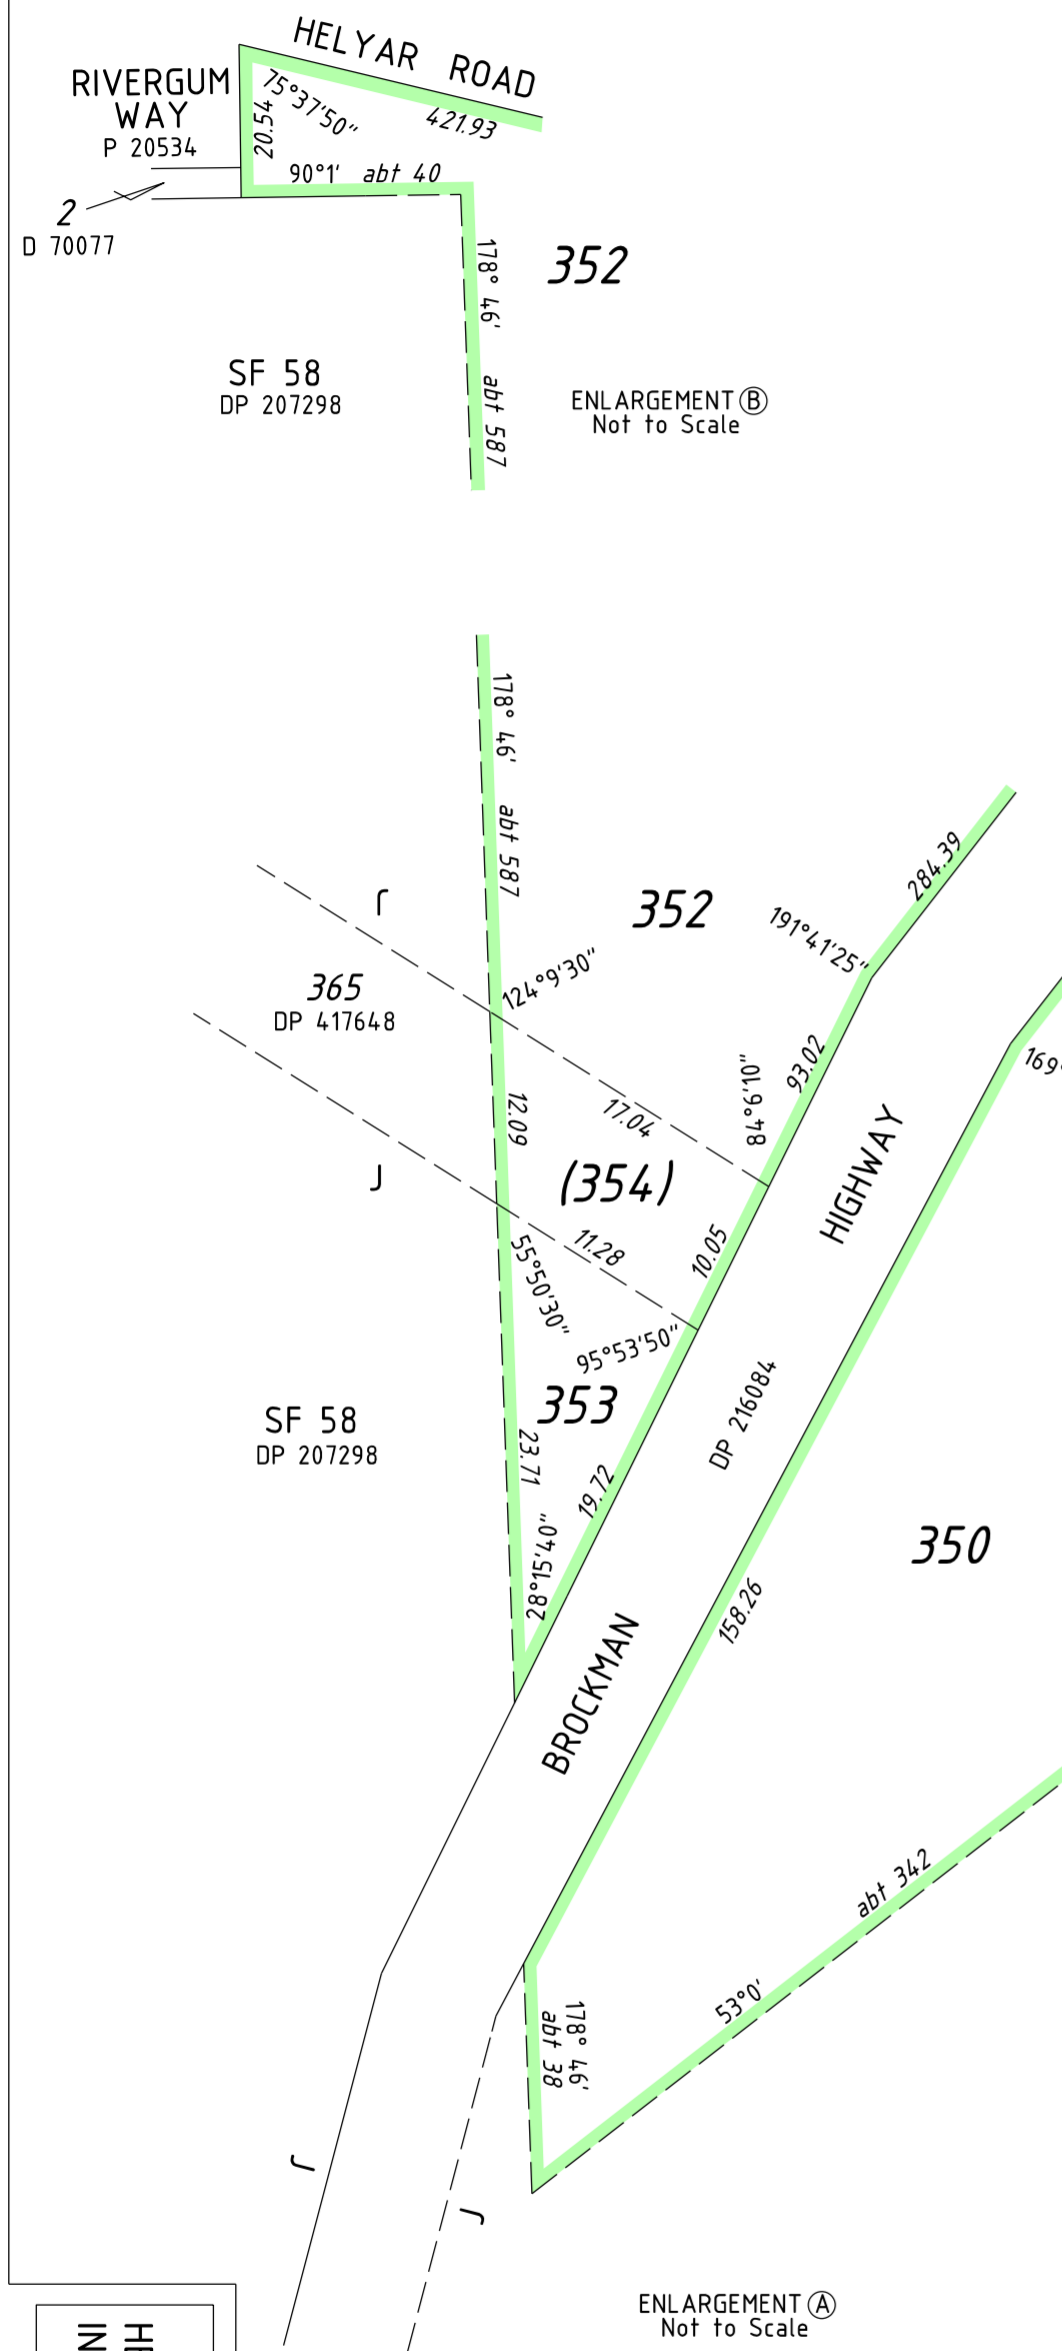 HELYAR ROAD
RIVERGUM
WAY
P 20534
75°37'50"
421.93
20.54
90°1' abt 40
2
D 70077
178° 46' abt 587
352
SF 58
DP 207298
ENLARGEMENT B
Not to Scale
178° 46' abt 587
284.39
352
191°41'25"
124°9'30"
365
DP 417648
93.02
84°6'10"
169°
12.09
17.04
HIGHWAY
(354)
10.05
11.28
55°50'30"
95°53'50"
353
DP 216084
SF 58
DP 207298
23.71
19.72
28°15'40"
350
158.26
BROCKMAN
abt 342
53°0'
178° 46'
abt 38
ENLARGEMENT A
Not to Scale
IN